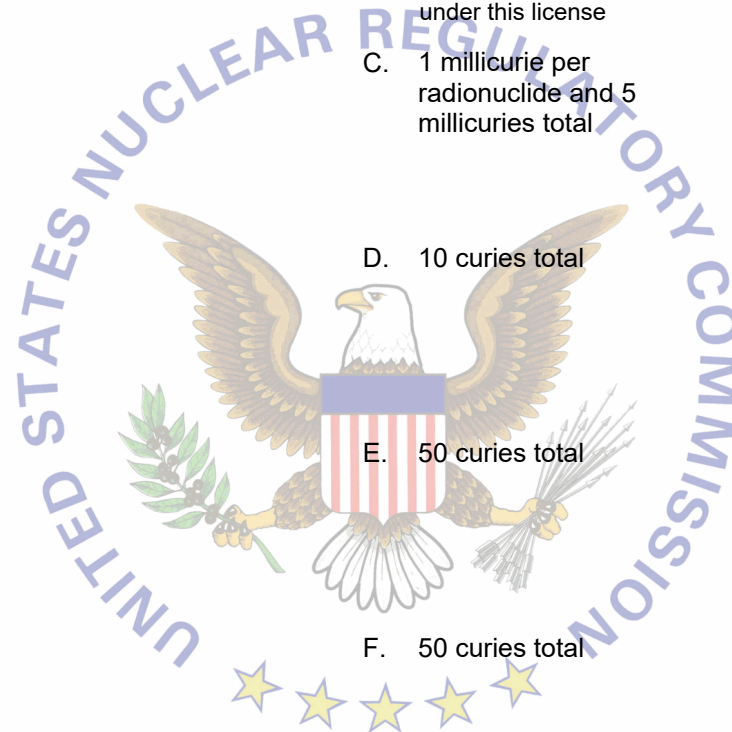 under this license
C. 1 millicurie per
radionuclide and 5
millicuries total
D. 10 curies total
E. 50 curies total
F. 50 curies total
UNITED STATES NUCLEAR REGULATORY COMMISSION